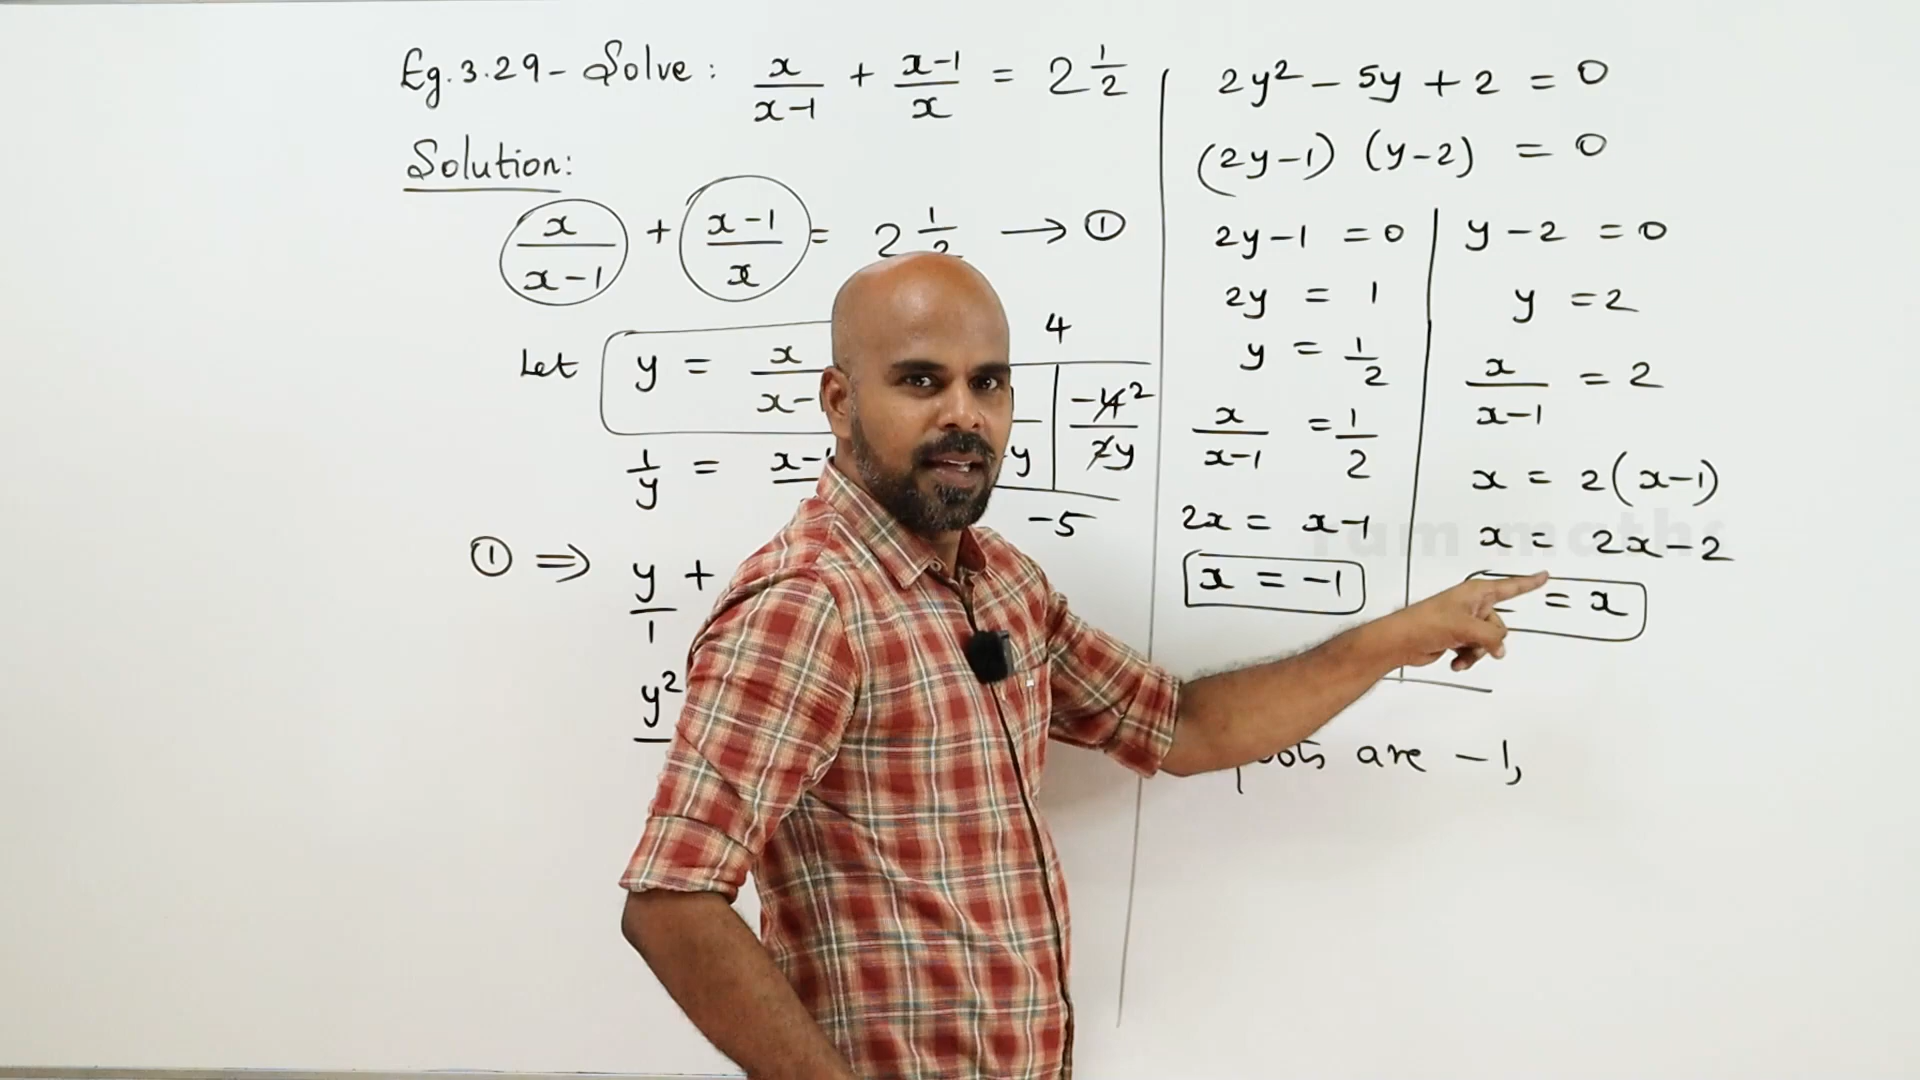 Eg.3.29 - Solve : x/(x-1) + (x-1)/x = 2 1/2
Solution:
x/(x-1) + (x-1)/x = 2 1/2 → ①
Let y = x/(x-
1/y = x-
4
-4 2
2y
y
-5
① ⇒ y/1 +
y²
2y² - 5y + 2 = 0
(2y-1) (y-2) = 0
2y-1 = 0
2y = 1
y = 1/2
x/(x-1) = 1/2
2x = x-1
x = -1
y - 2 = 0
y = 2
x/(x-1) = 2
x = 2(x-1)
x = 2x-2
= x
are -1,
ram maths